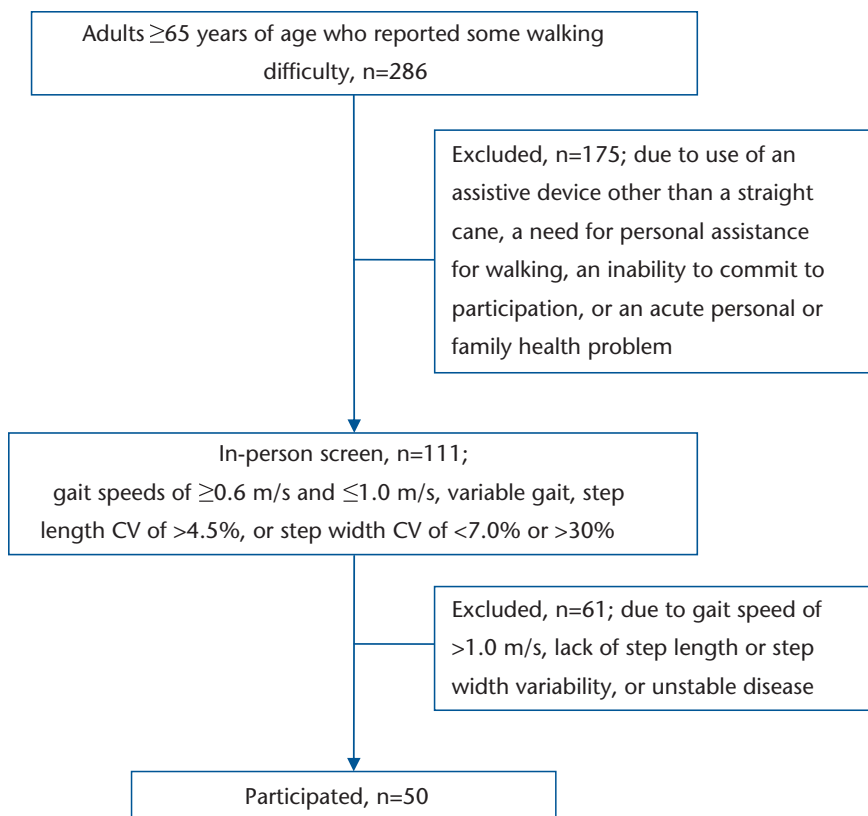 Adults ≥65 years of age who reported some walking
difficulty, n=286
Excluded, n=175; due to use of an
assistive device other than a straight
cane, a need for personal assistance
for walking, an inability to commit to
participation, or an acute personal or
family health problem
In-person screen, n=111;
gait speeds of ≥0.6 m/s and ≤1.0 m/s, variable gait, step
length CV of >4.5%, or step width CV of <7.0% or >30%
Excluded, n=61; due to gait speed of
>1.0 m/s, lack of step length or step
width variability, or unstable disease
Participated, n=50